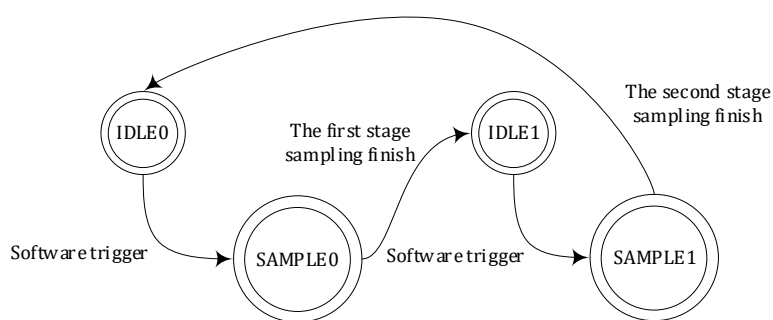 The second stage
sampling finish
IDLE0
The first stage
sampling finish
IDLE1
Software trigger
SAMPLE0
Software trigger
SAMPLE1